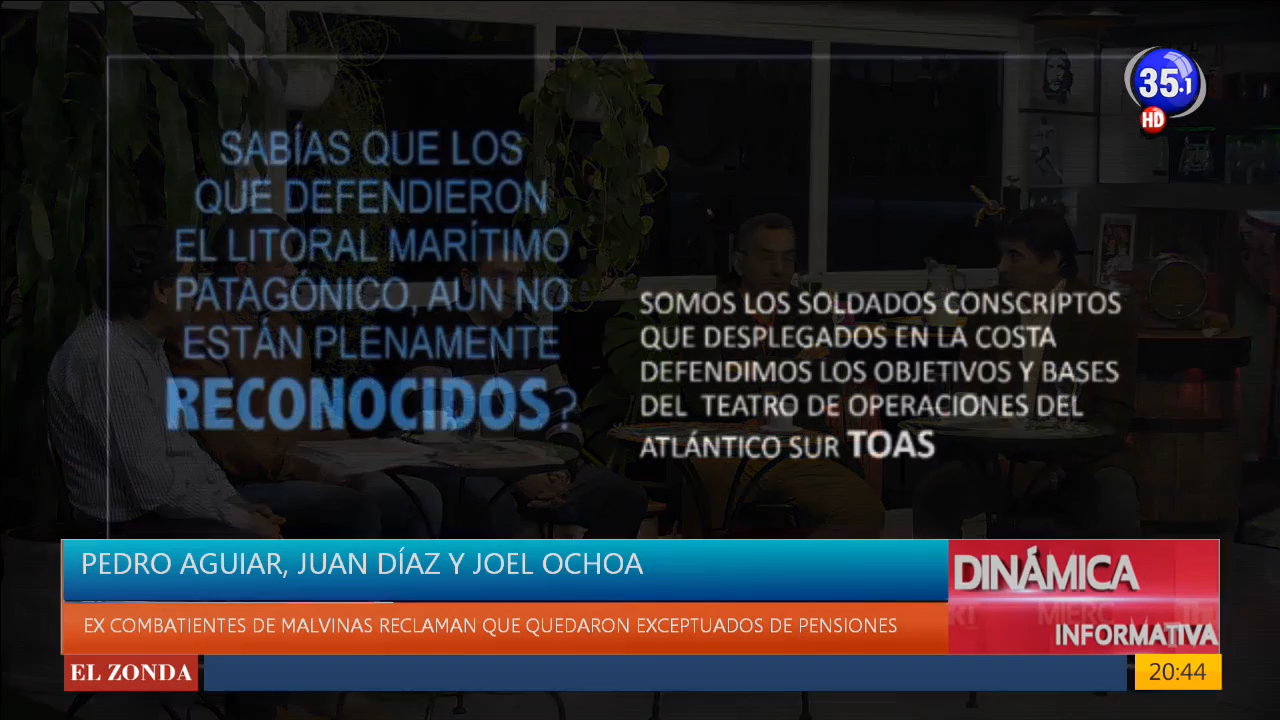 35.1
HD
SABÍAS QUE LOS
QUE DEFENDIERON
EL LITORAL MARÍTIMO
PATAGÓNICO, AUN NO
ESTÁN PLENAMENTE
RECONOCIDOS?
SOMOS LOS SOLDADOS CONSCRIPTOS
QUE DESPLEGADOS EN LA COSTA
DEFENDIMOS LOS OBJETIVOS Y BASES
DEL TEATRO DE OPERACIONES DEL
ATLÁNTICO SUR TOAS
PEDRO AGUIAR, JUAN DÍAZ Y JOEL OCHOA
EX COMBATIENTES DE MALVINAS RECLAMAN QUE QUEDARON EXCEPTUADOS DE PENSIONES
DINÁMICA
INFORMATIVA
EL ZONDA
20:44